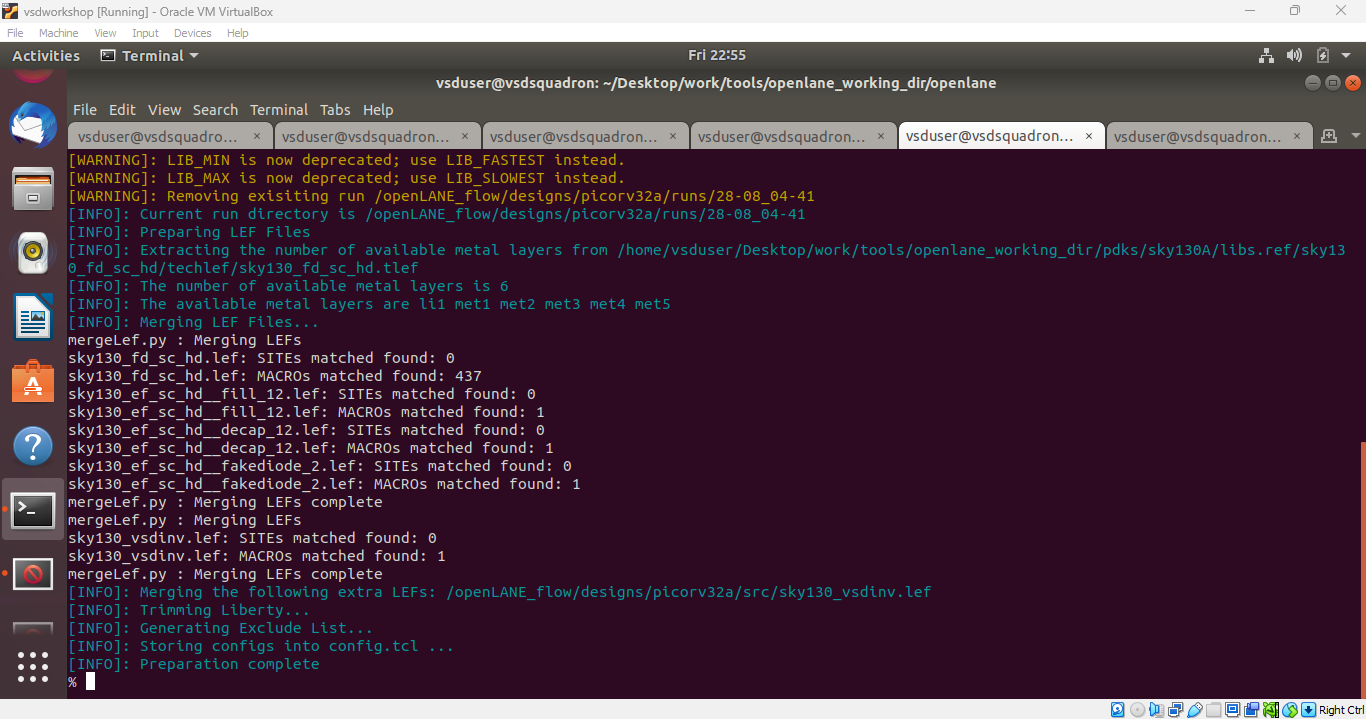 vsdworkshop [Running] - Oracle VM VirtualBox
File Machine View Input Devices Help
Activities Terminal Fri 22:55
vsduser@vsdsquadron: ~/Desktop/work/tools/openlane_working_dir/openlane
File Edit View Search Terminal Tabs Help
vsduser@vsdsquadro... × vsduser@vsdsquadron... × vsduser@vsdsquadron... × vsduser@vsdsquadron... × vsduser@vsdsquadron... × vsduser@vsdsquadron... ×
[WARNING]: LIB_MIN is now deprecated; use LIB_FASTEST instead.
[WARNING]: LIB_MAX is now deprecated; use LIB_SLOWEST instead.
[WARNING]: Removing exisiting run /openLANE_flow/designs/picorv32a/runs/28-08_04-41
[INFO]: Current run directory is /openLANE_flow/designs/picorv32a/runs/28-08_04-41
[INFO]: Preparing LEF Files
[INFO]: Extracting the number of available metal layers from /home/vsduser/Desktop/work/tools/openlane_working_dir/pdks/sky130A/libs.ref/sky13
0_fd_sc_hd/techlef/sky130_fd_sc_hd.tlef
[INFO]: The number of available metal layers is 6
[INFO]: The available metal layers are li1 met1 met2 met3 met4 met5
[INFO]: Merging LEF Files...
mergeLef.py : Merging LEFs
sky130_fd_sc_hd.lef: SITEs matched found: 0
sky130_fd_sc_hd.lef: MACROs matched found: 437
sky130_ef_sc_hd__fill_12.lef: SITEs matched found: 0
sky130_ef_sc_hd__fill_12.lef: MACROs matched found: 1
sky130_ef_sc_hd__decap_12.lef: SITEs matched found: 0
sky130_ef_sc_hd__decap_12.lef: MACROs matched found: 1
sky130_ef_sc_hd__fakediode_2.lef: SITEs matched found: 0
sky130_ef_sc_hd__fakediode_2.lef: MACROs matched found: 1
mergeLef.py : Merging LEFs complete
mergeLef.py : Merging LEFs
sky130_vsdinv.lef: SITEs matched found: 0
sky130_vsdinv.lef: MACROs matched found: 1
mergeLef.py : Merging LEFs complete
[INFO]: Merging the following extra LEFs: /openLANE_flow/designs/picorv32a/src/sky130_vsdinv.lef
[INFO]: Trimming Liberty...
[INFO]: Generating Exclude List...
[INFO]: Storing configs into config.tcl ...
[INFO]: Preparation complete
%
Right Ctrl